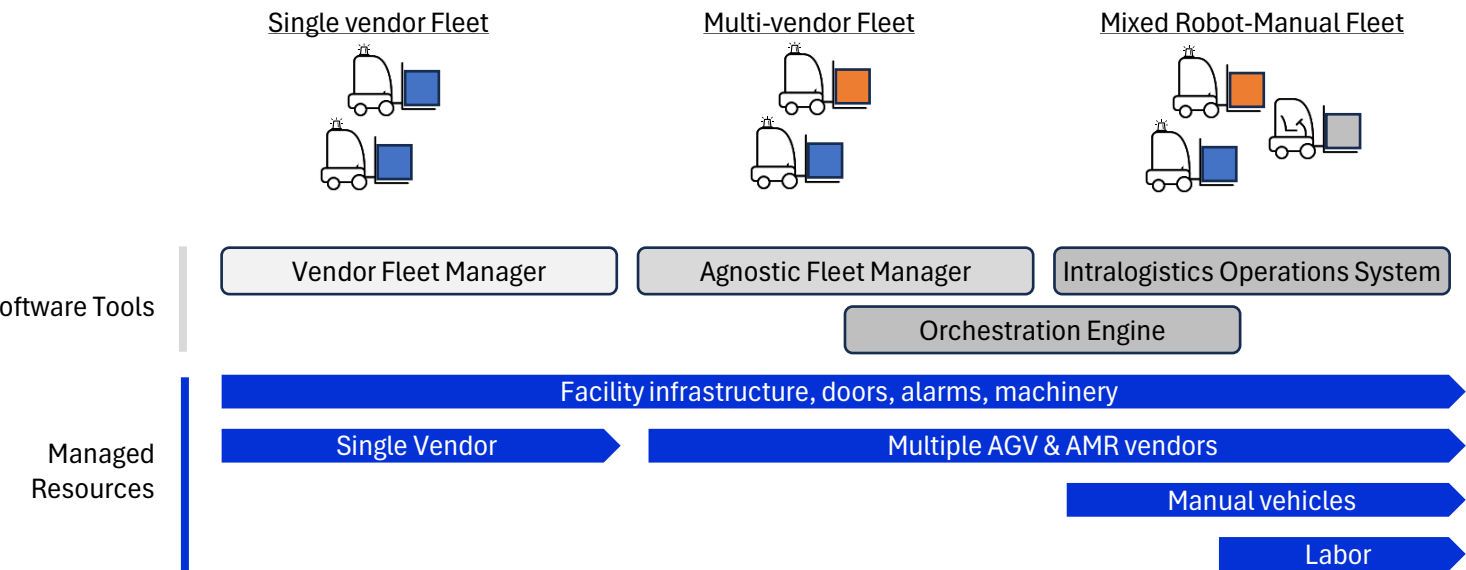 Single vendor Fleet
Multi-vendor Fleet
Mixed Robot-Manual Fleet
Vendor Fleet Manager
Agnostic Fleet Manager
Intralogistics Operations System
oftware Tools
Orchestration Engine
Facility infrastructure, doors, alarms, machinery
Single Vendor
Multiple AGV & AMR vendors
Managed
Resources
Manual vehicles
Labor